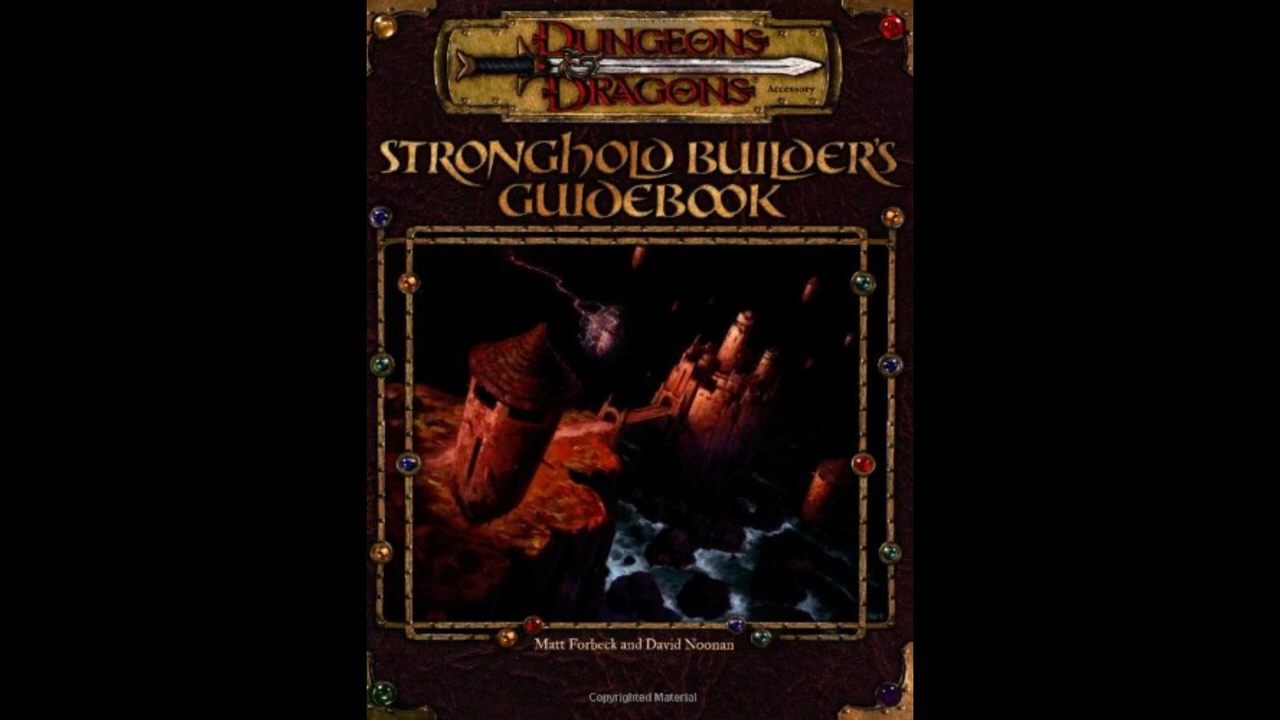 DUNGEONS
&
DRAGONS
Accessory
STRONGHOLD BUILDER'S
GUIDEBOOK
Matt Forbeck and David Noonan
Copyrighted Material